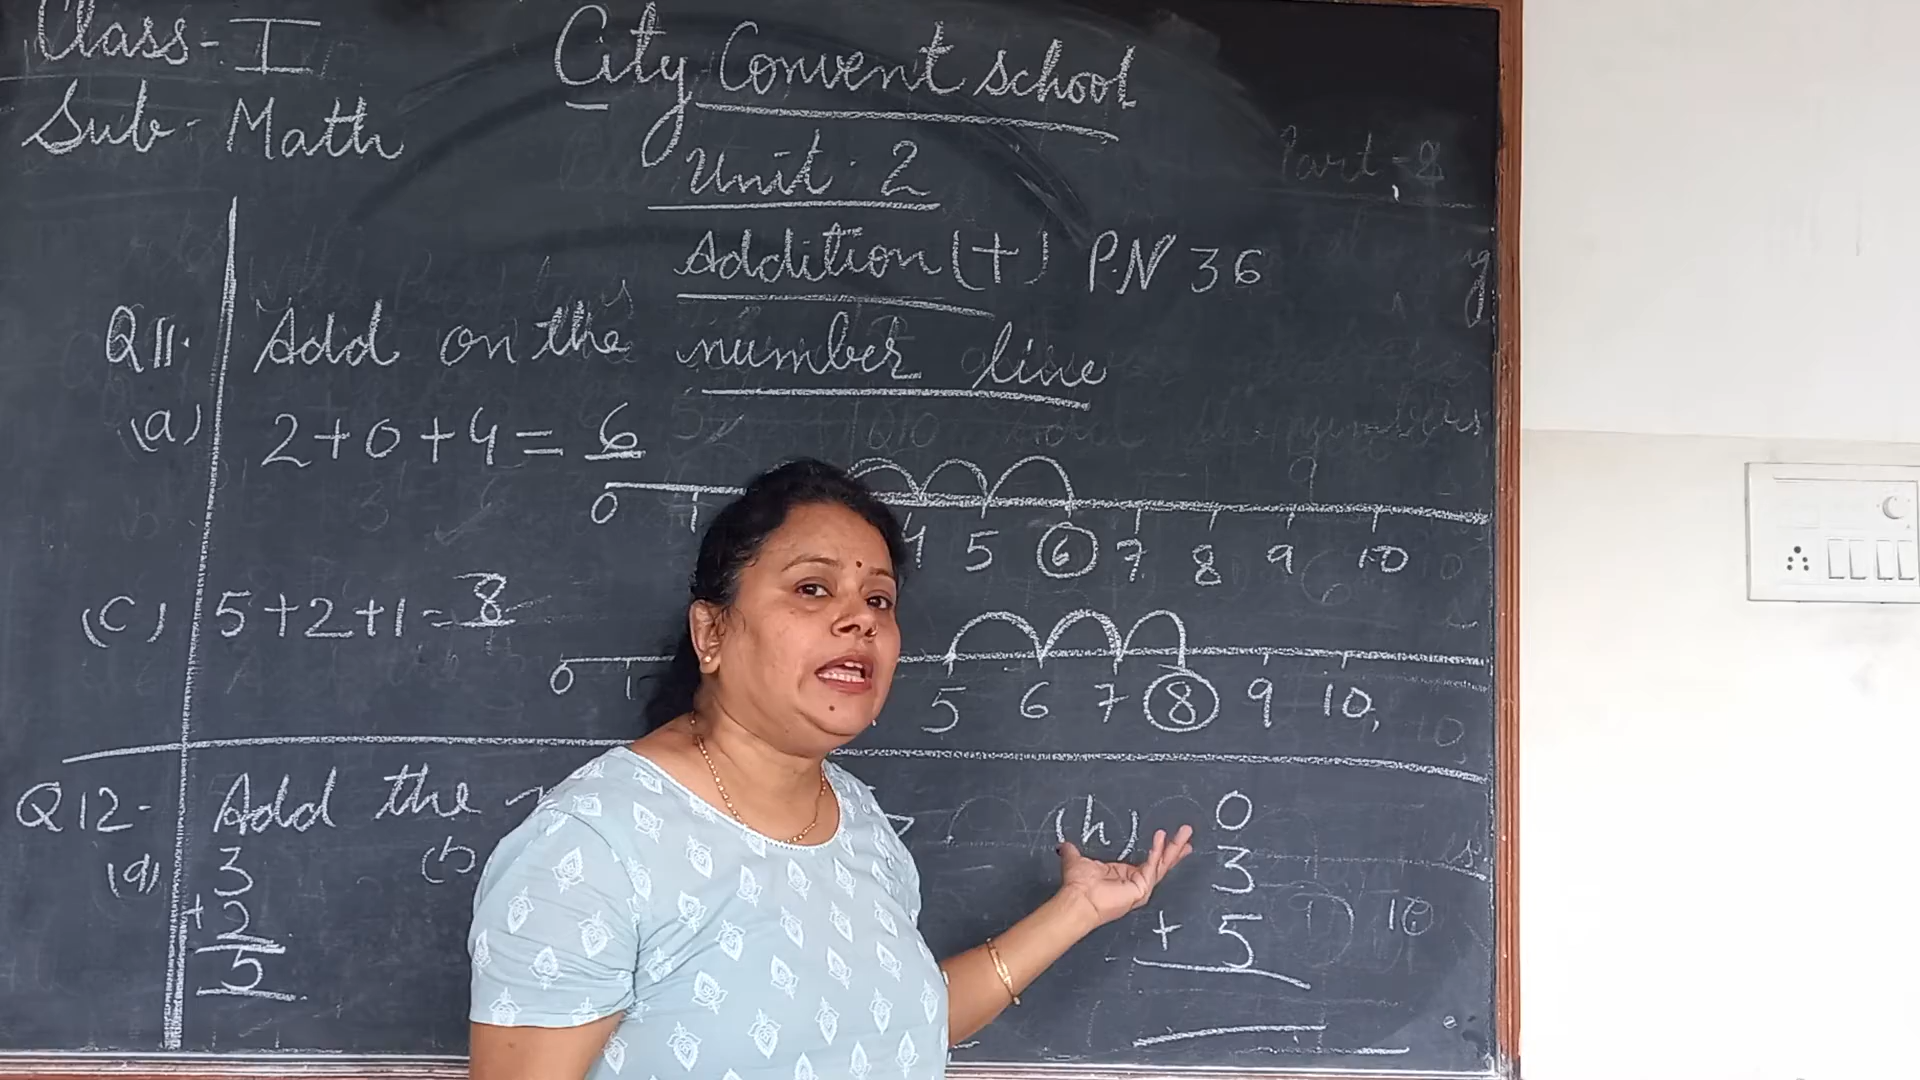 Class-I
City Convent School
Sub-Math
Unit-2
Part-2
Addition (+) P.N 36
Q11. Add on the number line
(a) 2+0+4= 6
0 1 4 5 6 7 8 9 10
(c) 5+2+1= 8
0 1 5 6 7 8 9 10,
Q12- Add the
(a) 3
+ 2
5
(b
(h) 0
3
+ 5
10